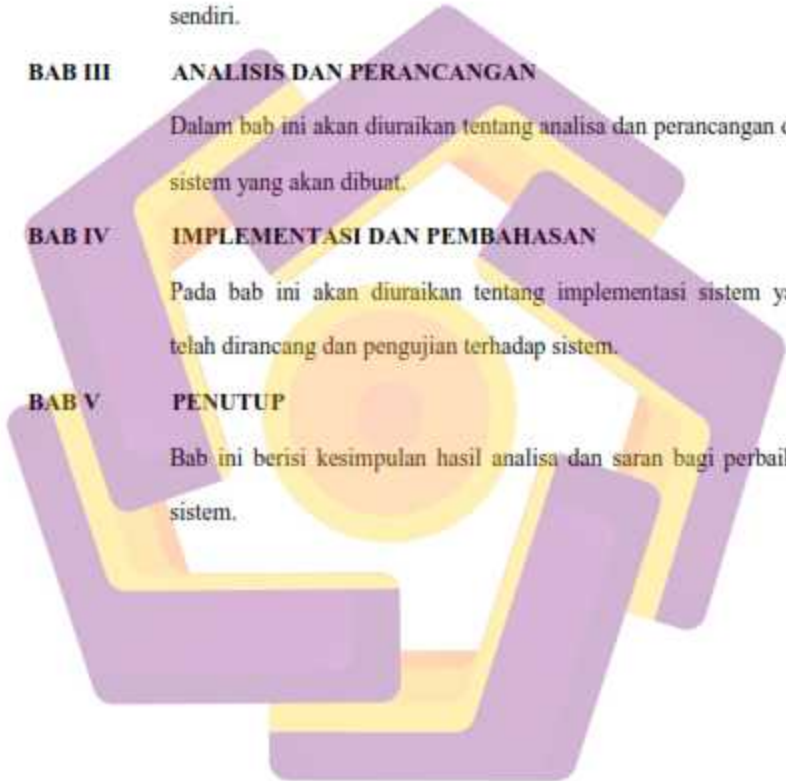 sendiri.
BAB III ANALISIS DAN PERANCANGAN
Dalam bab ini akan diuraikan tentang analisa dan perancangan
sistem yang akan dibuat.
BAB IV IMPLEMENTASI DAN PEMBAHASAN
Pada bab ini akan diuraikan tentang implementasi sistem
telah dirancang dan pengujian terhadap sistem.
BAB V PENUTUP
Bab ini berisi kesimpulan hasil analisa dan saran bagi
sistem.